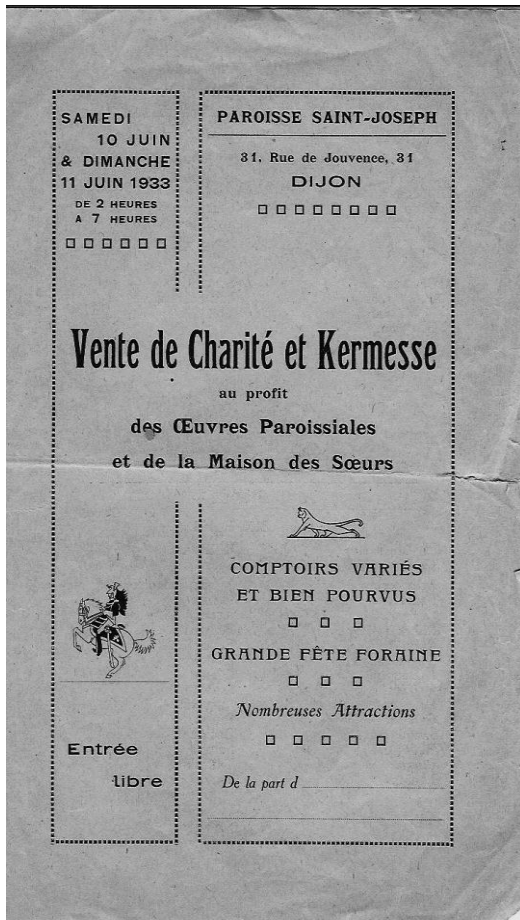 SAMEDI
10 JUIN
& DIMANCHE
11 JUIN 1933
DE 2 HEURES
A 7 HEURES
PAROISSE SAINT-JOSEPH
31, Rue de Jouvence, 31
DIJON
Vente de Charité et Kermesse
au profit
des Œuvres Paroissiales
et de la Maison des Sœurs
COMPTOIRS VARIÉS
ET BIEN POURVUS
GRANDE FÊTE FORAINE
Nombreuses Attractions
De la part d
Entrée
libre